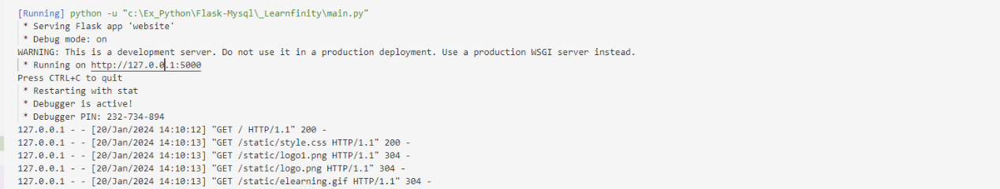 [Running] python -u "c:\Ex_Python\Flask-Mysql\_Learnfinity\main.py"
 * Serving Flask app 'website'
 * Debug mode: on
WARNING: This is a development server. Do not use it in a production deployment. Use a production WSGI server instead.
 * Running on http://127.0.0.1:5000
Press CTRL+C to quit
 * Restarting with stat
 * Debugger is active!
 * Debugger PIN: 232-734-894
127.0.0.1 - - [20/Jan/2024 14:10:12] "GET / HTTP/1.1" 200 -
127.0.0.1 - - [20/Jan/2024 14:10:13] "GET /static/style.css HTTP/1.1" 200 -
127.0.0.1 - - [20/Jan/2024 14:10:13] "GET /static/logo1.png HTTP/1.1" 304 -
127.0.0.1 - - [20/Jan/2024 14:10:13] "GET /static/logo.png HTTP/1.1" 304 -
127.0.0.1 - - [20/Jan/2024 14:10:13] "GET /static/elearning.gif HTTP/1.1" 304 -